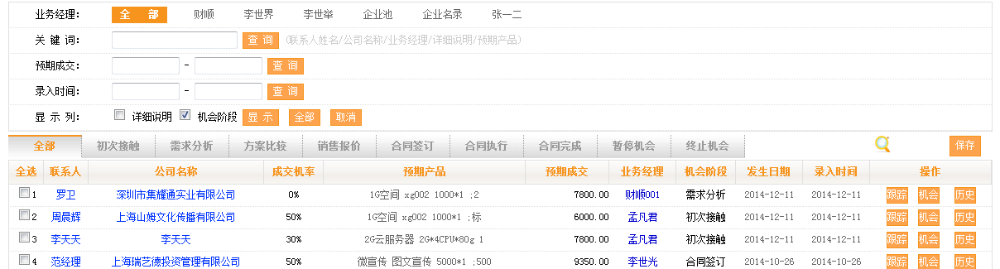 业务经理： 全 部 财顺 李世界 李世举 企业池 企业名录 张一二
关 键 词： 查 询 (联系人姓名/公司名称/业务经理/详细说明/预期产品)
预期成交： - 查 询
录入时间： - 查 询
显 示 列： 详细说明 机会阶段 显 示 全部 取消
全部 初次接触 需求分析 方案比较 销售报价 合同签订 合同执行 合同完成 暂停机会 终止机会 保存
全选 联系人 公司名称 成交机率 预期产品 预期成交 业务经理 机会阶段 发生日期 录入时间 操作
1 罗卫 深圳市集耀通实业有限公司 0% 1G空间 xg002 1000*1 ;2 7800.00 财顺001 需求分析 2014-12-11 2014-12-11 跟踪 机会 历史
2 周晨辉 上海山姆文化传播有限公司 50% 1G空间 xg002 1000*1 ;标 6000.00 孟凡君 初次接触 2014-12-11 2014-12-11 跟踪 机会 历史
3 李天天 李天天 30% 2G云服务器 2G*4CPU*80g 1 7800.00 孟凡君 初次接触 2014-12-11 2014-12-11 跟踪 机会 历史
4 范经理 上海瑞艺德投资管理有限公司 50% 微宣传 图文宣传 5000*1 ;500 9350.00 李世光 合同签订 2014-10-26 2014-10-26 跟踪 机会 历史